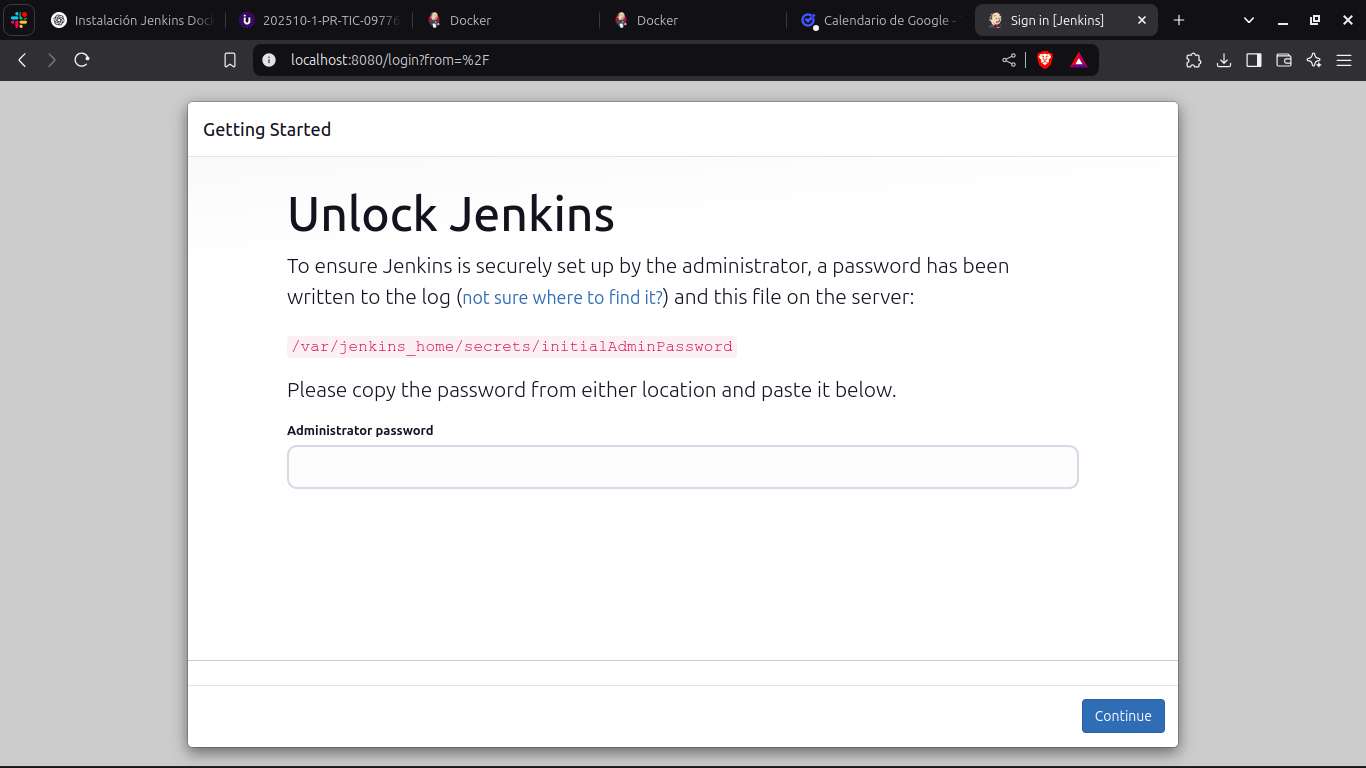 Instalación Jenkins Doc
202510-1-PR-TIC-09776
Docker
Docker
Calendario de Google -
Sign in [Jenkins]
localhost:8080/login?from=%2F
Getting Started
Unlock Jenkins
To ensure Jenkins is securely set up by the administrator, a password has been
written to the log (not sure where to find it?) and this file on the server:
/var/jenkins_home/secrets/initialAdminPassword
Please copy the password from either location and paste it below.
Administrator password
Continue